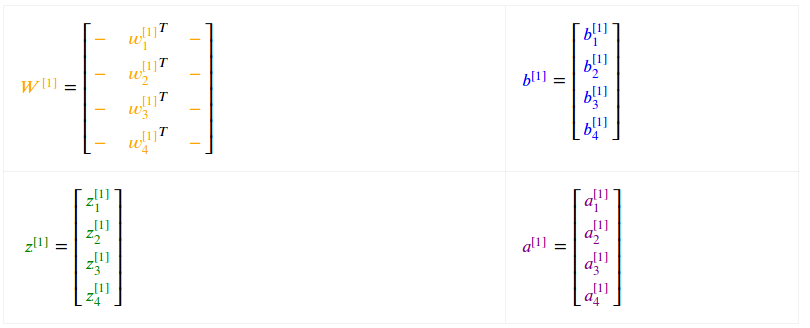 W^{[1]} = \begin{bmatrix} - & w_1^{[1]T} & - \\ - & w_2^{[1]T} & - \\ - & w_3^{[1]T} & - \\ - & w_4^{[1]T} & - \end{bmatrix}
b^{[1]} = \begin{bmatrix} b_1^{[1]} \\ b_2^{[1]} \\ b_3^{[1]} \\ b_4^{[1]} \end{bmatrix}
z^{[1]} = \begin{bmatrix} z_1^{[1]} \\ z_2^{[1]} \\ z_3^{[1]} \\ z_4^{[1]} \end{bmatrix}
a^{[1]} = \begin{bmatrix} a_1^{[1]} \\ a_2^{[1]} \\ a_3^{[1]} \\ a_4^{[1]} \end{bmatrix}